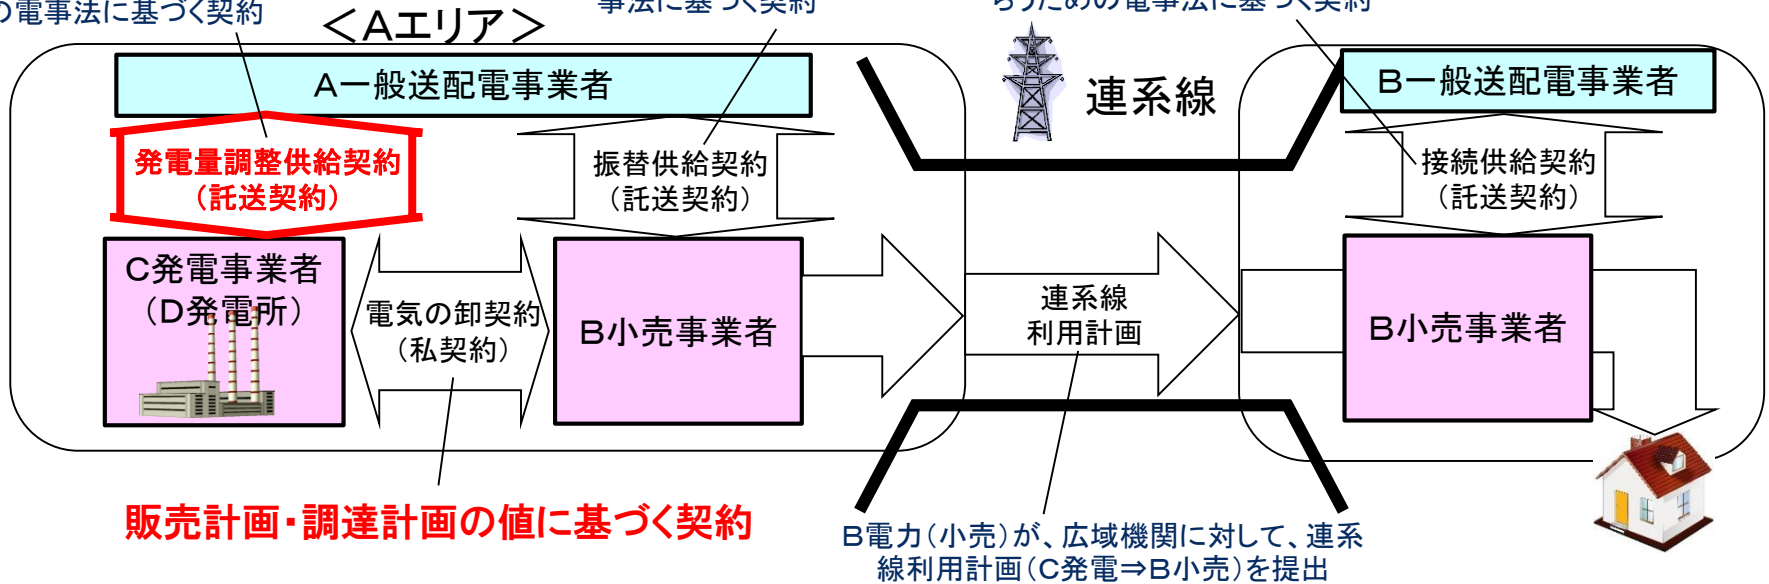 の電事法に基づく契約
事法に基づく契約
らうための電事法に基づく契約
＜Aエリア＞
A一般送配電事業者
連系線
B一般送配電事業者
発電量調整供給契約
（託送契約）
振替供給契約
（託送契約）
接続供給契約
（託送契約）
C発電事業者
（D発電所）
電気の卸契約
（私契約）
B小売事業者
連系線
利用計画
B小売事業者
販売計画・調達計画の値に基づく契約
B電力（小売）が、広域機関に対して、連系
線利用計画（C発電⇒B小売）を提出